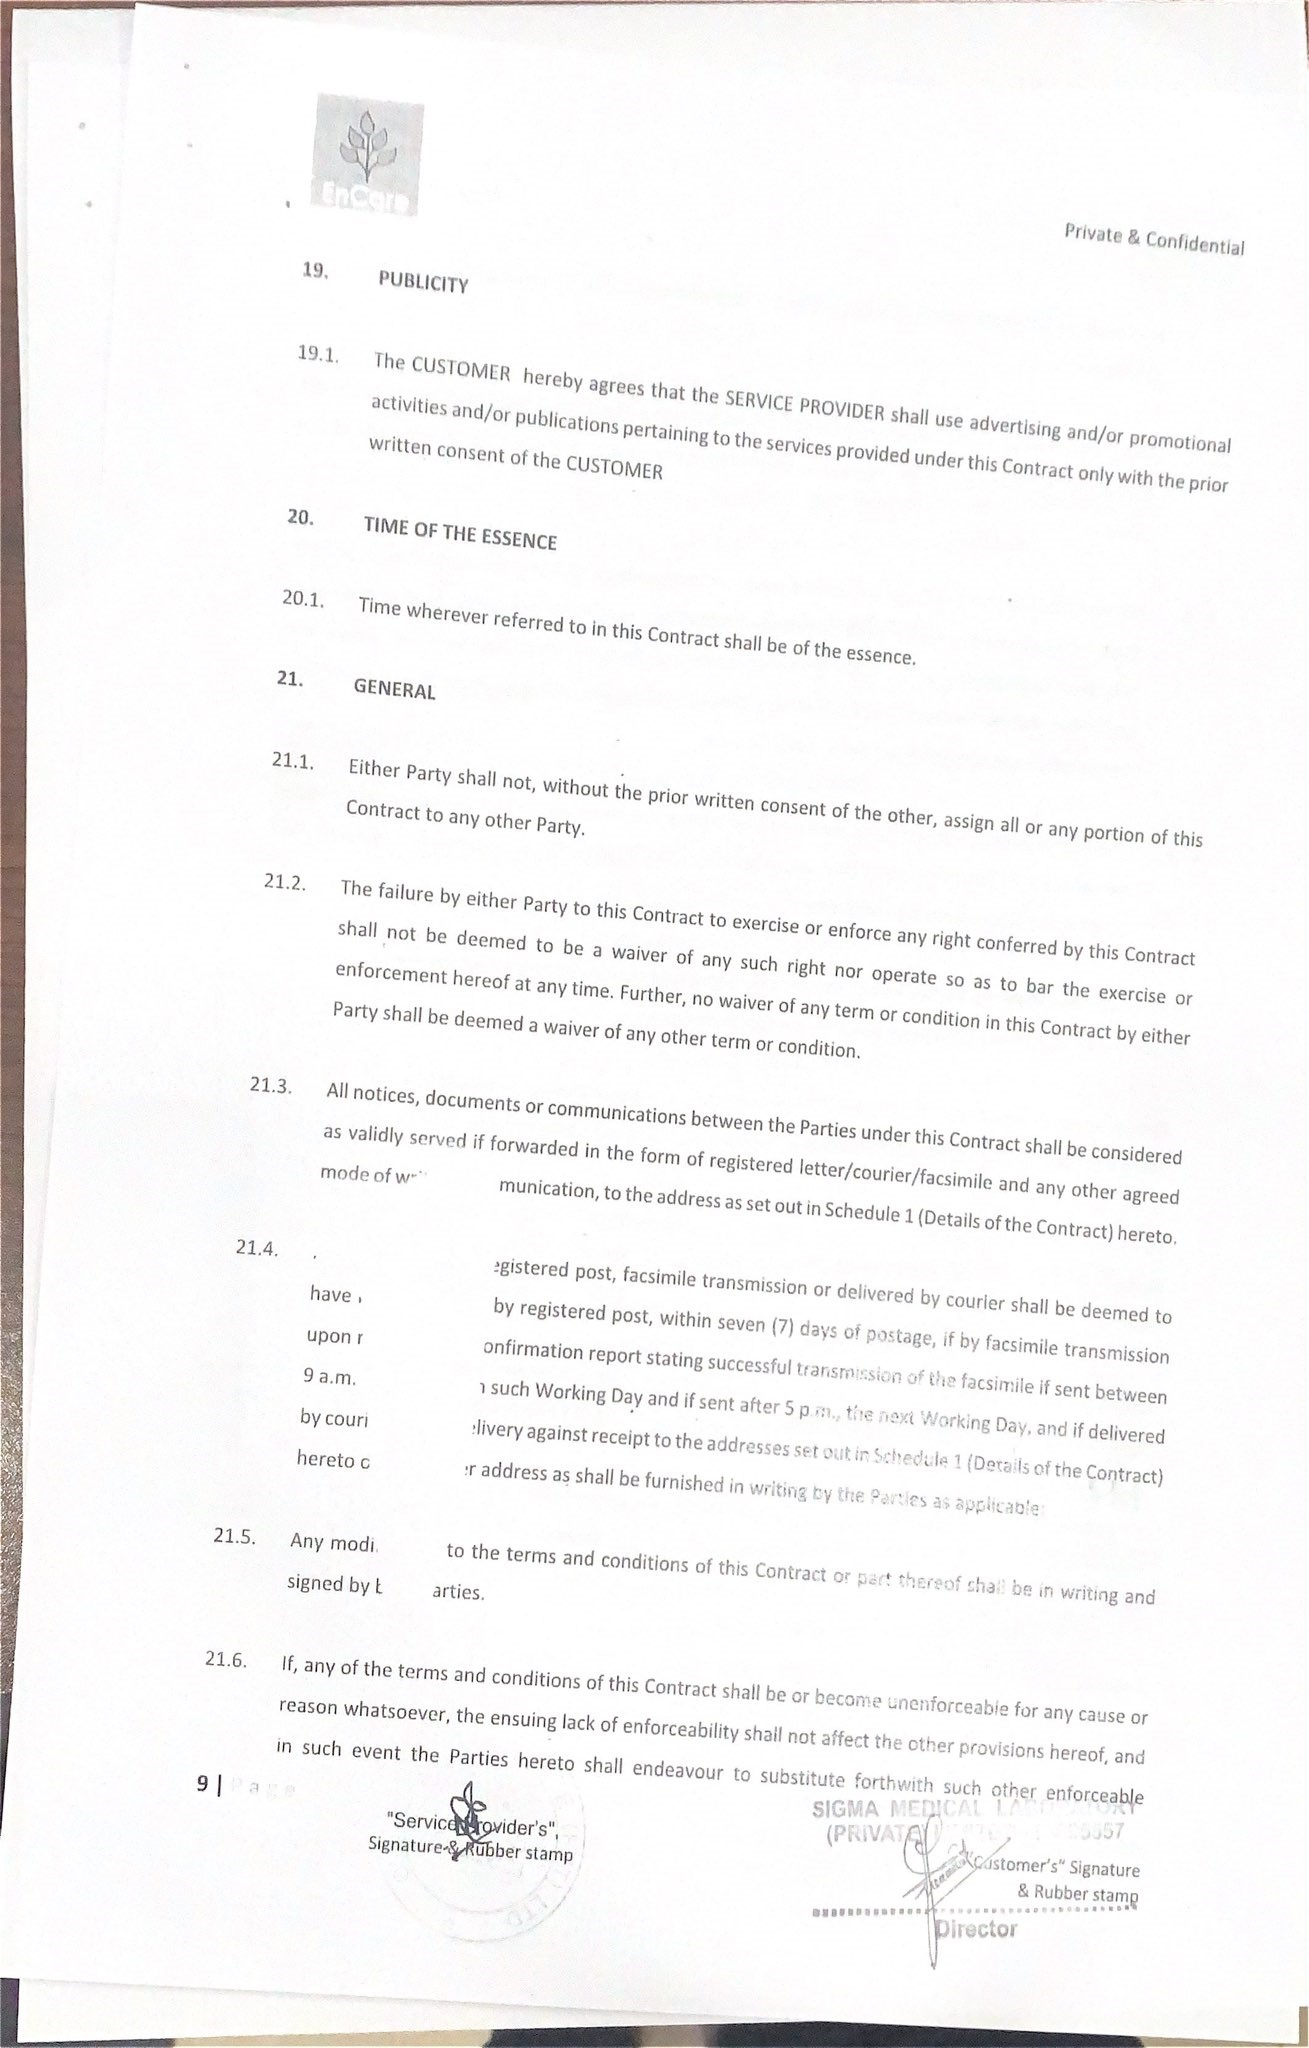 EnCare
Private & Confidential
19. PUBLICITY
19.1. The CUSTOMER hereby agrees that the SERVICE PROVIDER shall use advertising and/or promotional
activities and/or publications pertaining to the services provided under this Contract only with the prior
written consent of the CUSTOMER
20. TIME OF THE ESSENCE
20.1. Time wherever referred to in this Contract shall be of the essence.
21. GENERAL
21.1. Either Party shall not, without the prior written consent of the other, assign all or any portion of this
Contract to any other Party.
21.2. The failure by either Party to this Contract to exercise or enforce any right conferred by this Contract
shall not be deemed to be a waiver of any such right nor operate so as to bar the exercise or
enforcement hereof at any time. Further, no waiver of any term or condition in this Contract by either
Party shall be deemed a waiver of any other term or condition.
21.3. All notices, documents or communications between the Parties under this Contract shall be considered
as validly served if forwarded in the form of registered letter/courier/facsimile and any other agreed
mode of munication, to the address as set out in Schedule 1 (Details of the Contract) hereto.
21.4. egistered post, facsimile transmission or delivered by courier shall be deemed to
have by registered post, within seven (7) days of postage, if by facsimile transmission
upon onfirmation report stating successful transmission of the facsimile if sent between
9 a.m. such Working Day and if sent after 5 p.m., the next Working Day, and if delivered
by couri livery against receipt to the addresses set out in Schedule 1 (Details of the Contract)
hereto address as shall be furnished in writing by the Parties as applicable
21.5. Any modi to the terms and conditions of this Contract or part thereof shall be in writing and
signed by arties.
21.6. If, any of the terms and conditions of this Contract shall be or become unenforceable for any cause or
reason whatsoever, the ensuing lack of enforceability shall not affect the other provisions hereof, and
in such event the Parties hereto shall endeavour to substitute forthwith such other enforceable
9 | Page
"Service Provider's",
Signature & Rubber stamp
LTD
SIGMA MEDICAL LABORATORY
(PRIVATE)
"Customer's" Signature
& Rubber stamp
Director